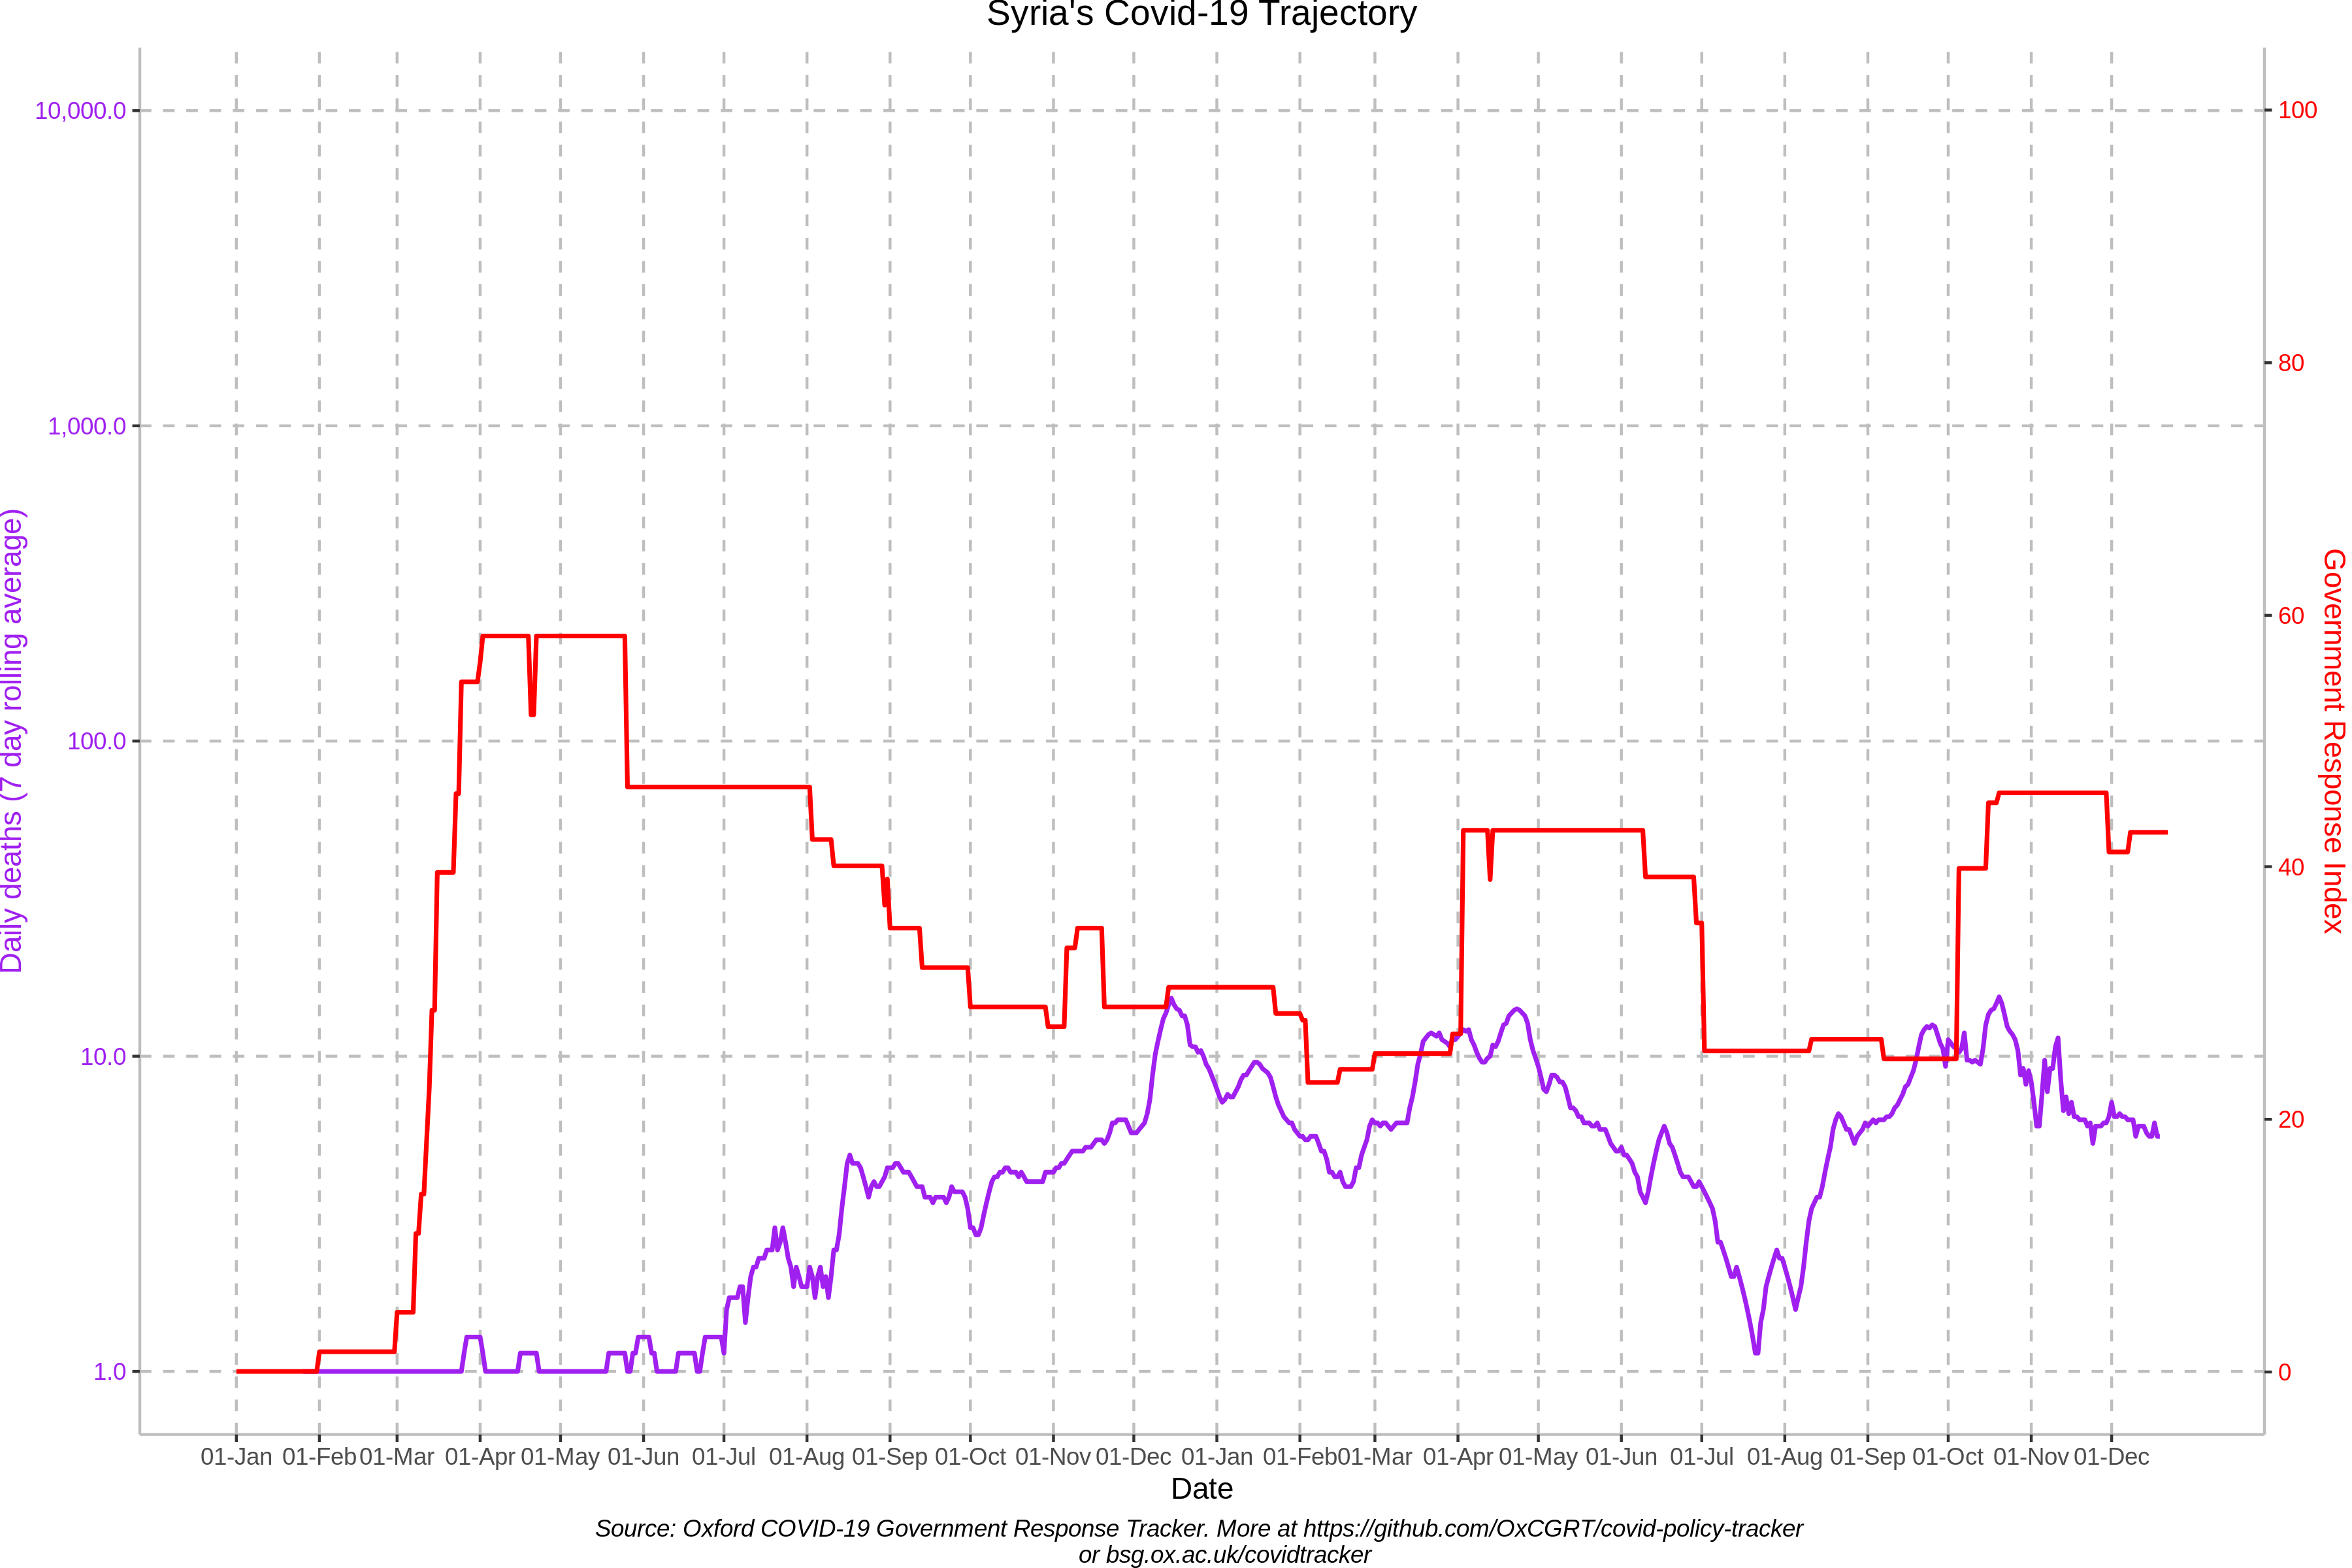 Syria's Covid-19 Trajectory
10,000.0
1,000.0
100.0
10.0
1.0
Daily deaths (7 day rolling average)
100
80
60
40
20
0
Government Response Index
01-Jan 01-Feb 01-Mar 01-Apr 01-May 01-Jun 01-Jul 01-Aug 01-Sep 01-Oct 01-Nov 01-Dec 01-Jan 01-Feb 01-Mar 01-Apr 01-May 01-Jun 01-Jul 01-Aug 01-Sep 01-Oct 01-Nov 01-Dec
Date
Source: Oxford COVID-19 Government Response Tracker. More at https://github.com/OxCGRT/covid-policy-tracker
or bsg.ox.ac.uk/covidtracker